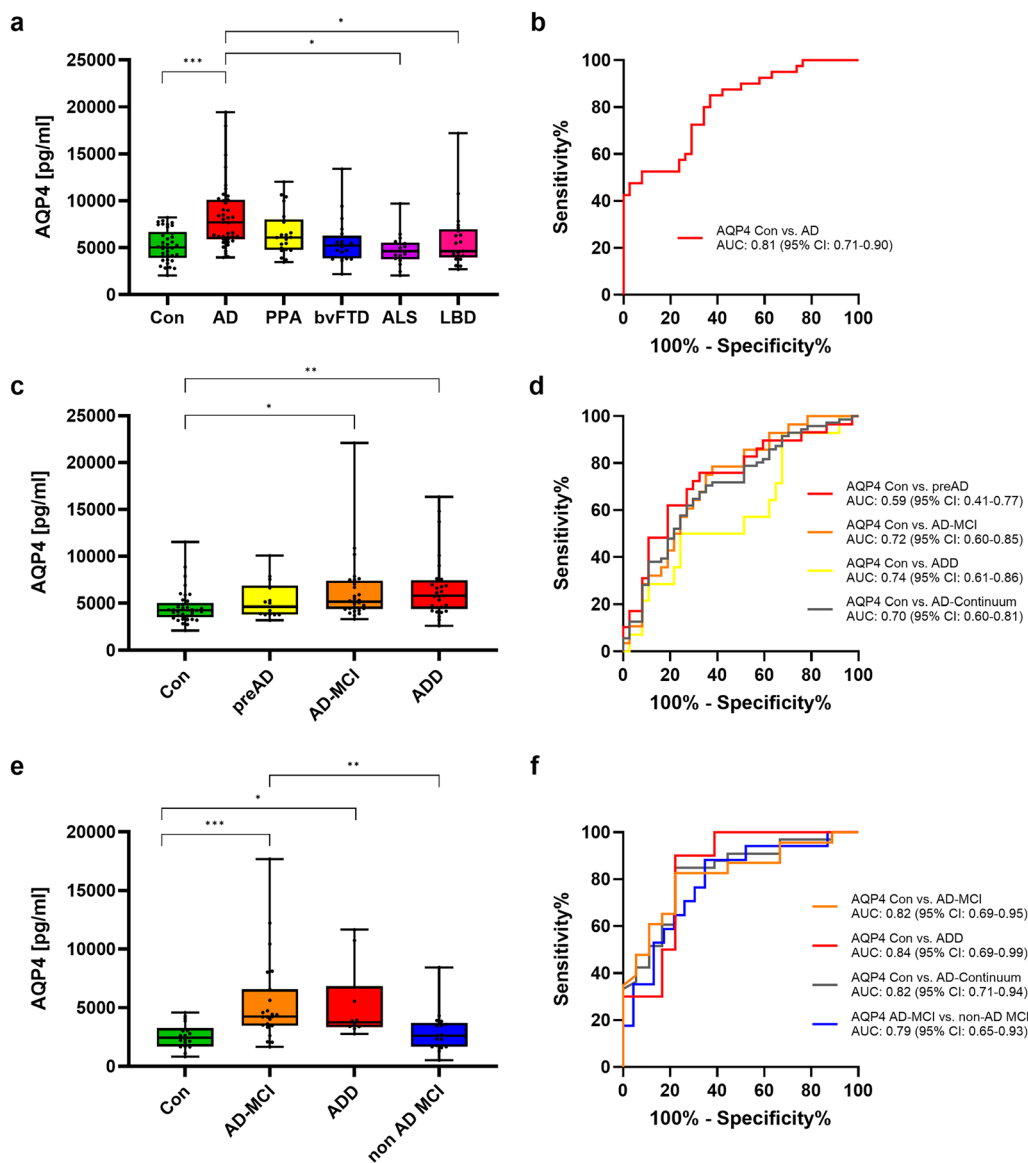 a
*
*
***
AQP4 [pg/ml]
25000
20000
15000
10000
5000
0
Con AD PPA bvFTD ALS LBD
b
Sensitivity%
100
80
60
40
20
0
AQP4 Con vs. AD
AUC: 0.81 (95% CI: 0.71-0.90)
0 20 40 60 80 100
100% - Specificity%
c
**
*
AQP4 [pg/ml]
25000
20000
15000
10000
5000
0
Con preAD AD-MCI ADD
d
Sensitivity%
100
80
60
40
20
0
AQP4 Con vs. preAD
AUC: 0.59 (95% CI: 0.41-0.77)
AQP4 Con vs. AD-MCI
AUC: 0.72 (95% CI: 0.60-0.85)
AQP4 Con vs. ADD
AUC: 0.74 (95% CI: 0.61-0.86)
AQP4 Con vs. AD-Continuum
AUC: 0.70 (95% CI: 0.60-0.81)
0 20 40 60 80 100
100% - Specificity%
e
**
*
***
AQP4 [pg/ml]
20000
15000
10000
5000
0
Con AD-MCI ADD non AD MCI
f
Sensitivity%
100
80
60
40
20
0
AQP4 Con vs. AD-MCI
AUC: 0.82 (95% CI: 0.69-0.95)
AQP4 Con vs. ADD
AUC: 0.84 (95% CI: 0.69-0.99)
AQP4 Con vs. AD-Continuum
AUC: 0.82 (95% CI: 0.71-0.94)
AQP4 AD-MCI vs. non-AD MCI
AUC: 0.79 (95% CI: 0.65-0.93)
0 20 40 60 80 100
100% - Specificity%